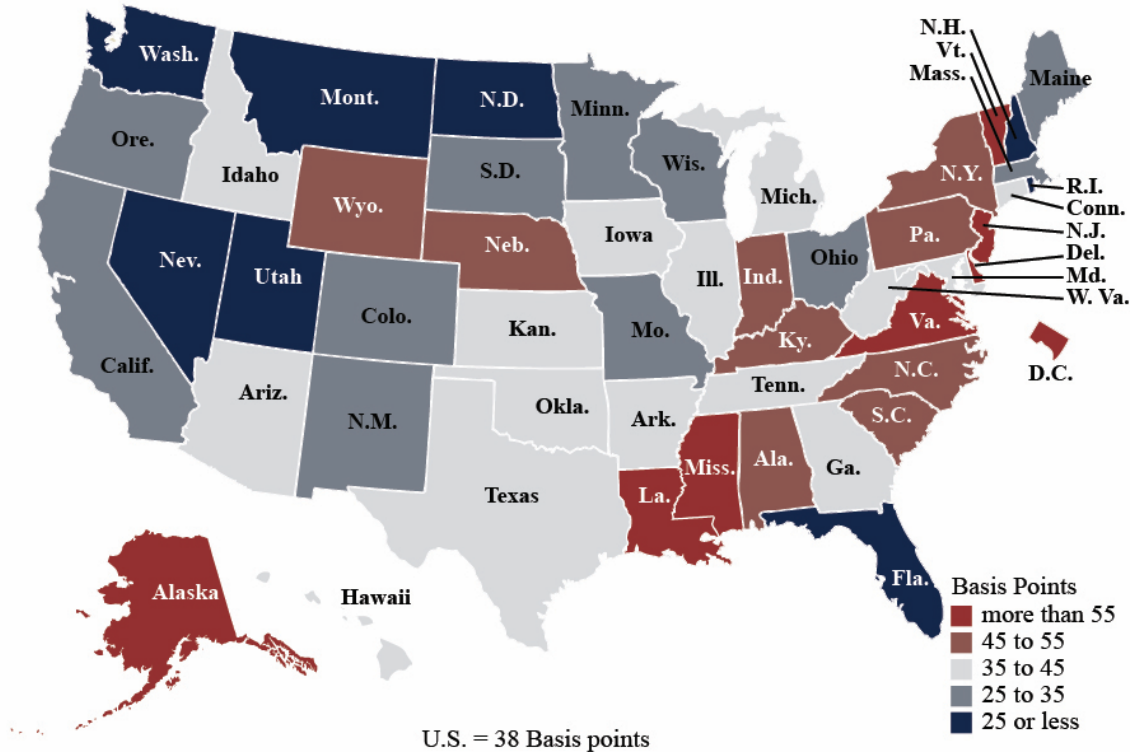 N.H.
Vt.
Mass.
Wash.
Mont.
N.D.
Minn.
Maine
Ore.
Idaho
S.D.
Wis.
Mich.
N.Y.
R.I.
Conn.
N.J.
Del.
Md.
W. Va.
Wyo.
Neb.
Iowa
Ill.
Ind.
Ohio
Pa.
Nev.
Utah
Colo.
Kan.
Mo.
Ky.
Va.
D.C.
Calif.
Ariz.
N.M.
Okla.
Ark.
Tenn.
N.C.
S.C.
Texas
La.
Miss.
Ala.
Ga.
Fla.
Alaska
Hawaii
Basis Points
more than 55
45 to 55
35 to 45
25 to 35
25 or less
U.S. = 38 Basis points